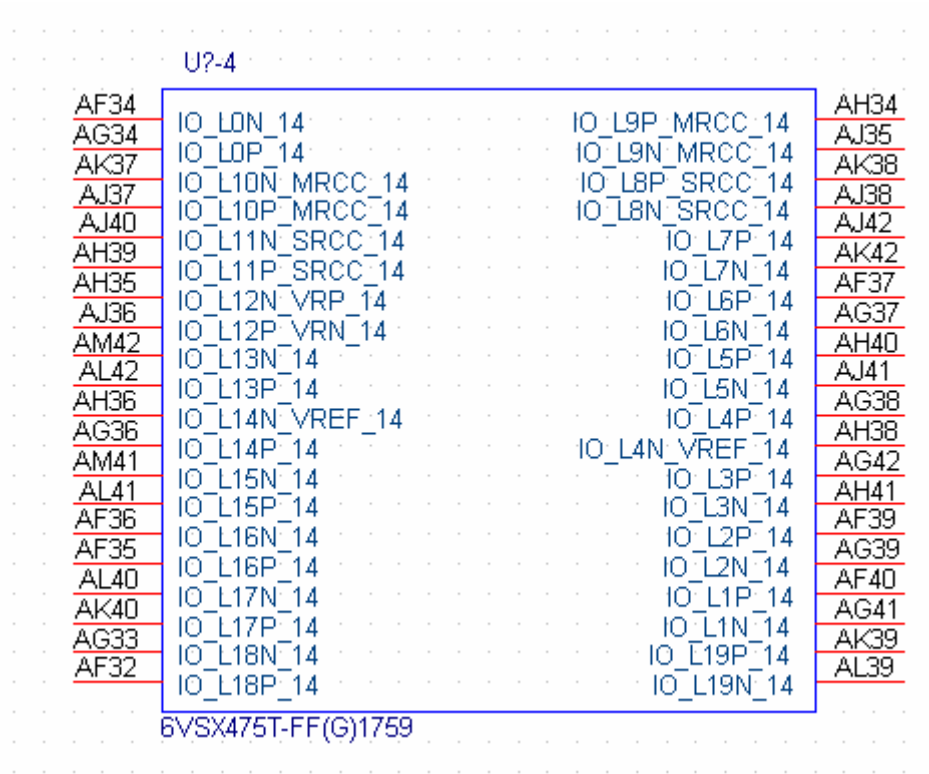 U?-4
AF34 IO_L0N_14 IO_L9P_MRCC_14 AH34
AG34 IO_L0P_14 IO_L9N_MRCC_14 AJ35
AK37 IO_L10N_MRCC_14 IO_L8P_SRCC_14 AK38
AJ37 IO_L10P_MRCC_14 IO_L8N_SRCC_14 AJ38
AJ40 IO_L11N_SRCC_14 IO_L7P_14 AJ42
AH39 IO_L11P_SRCC_14 IO_L7N_14 AK42
AH35 IO_L12N_VRP_14 IO_L6P_14 AF37
AJ36 IO_L12P_VRN_14 IO_L6N_14 AG37
AM42 IO_L13N_14 IO_L5P_14 AH40
AL42 IO_L13P_14 IO_L5N_14 AJ41
AH36 IO_L14N_VREF_14 IO_L4P_14 AG38
AG36 IO_L14P_14 IO_L4N_VREF_14 AH38
AM41 IO_L15N_14 IO_L3P_14 AG42
AL41 IO_L15P_14 IO_L3N_14 AH41
AF36 IO_L16N_14 IO_L2P_14 AF39
AF35 IO_L16P_14 IO_L2N_14 AG39
AL40 IO_L17N_14 IO_L1P_14 AF40
AK40 IO_L17P_14 IO_L1N_14 AG41
AG33 IO_L18N_14 IO_L19P_14 AK39
AF32 IO_L18P_14 IO_L19N_14 AL39
6VSX475T-FF(G)1759